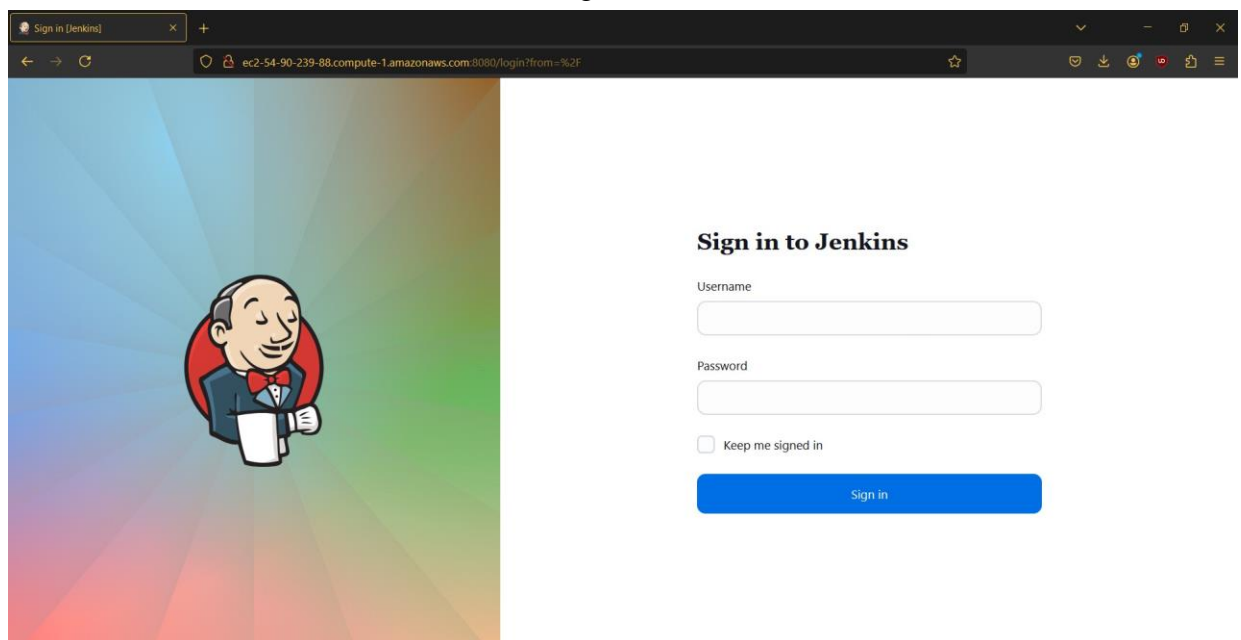 Sign in [Jenkins]
ec2-54-90-239-88.compute-1.amazonaws.com:8080/login?from=%2F
Sign in to Jenkins
Username
Password
Keep me signed in
Sign in